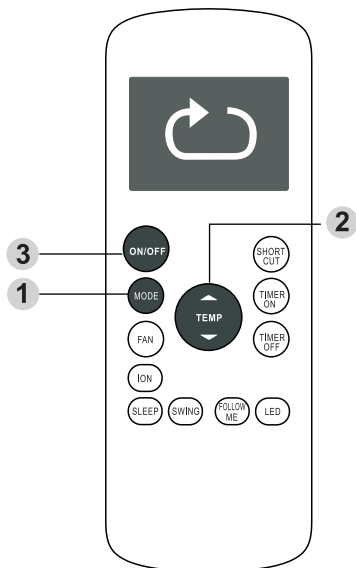 2
3
ON/OFF
SHORT
CUT
1
MODE
TEMP
TIMER
ON
FAN
TIMER
OFF
ION
SLEEP
SWING
FOLLOW
ME
LED